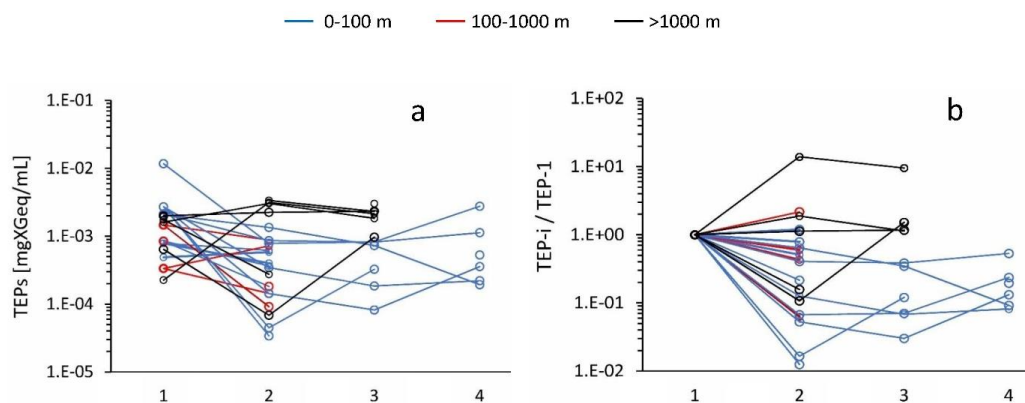 0-100 m 100-1000 m >1000 m
a
TEPs [mgXGeq/mL]
1.E-01
1.E-02
1.E-03
1.E-04
1.E-05
1 2 3 4
b
TEP-i / TEP-1
1.E+02
1.E+01
1.E+00
1.E-01
1.E-02
1 2 3 4